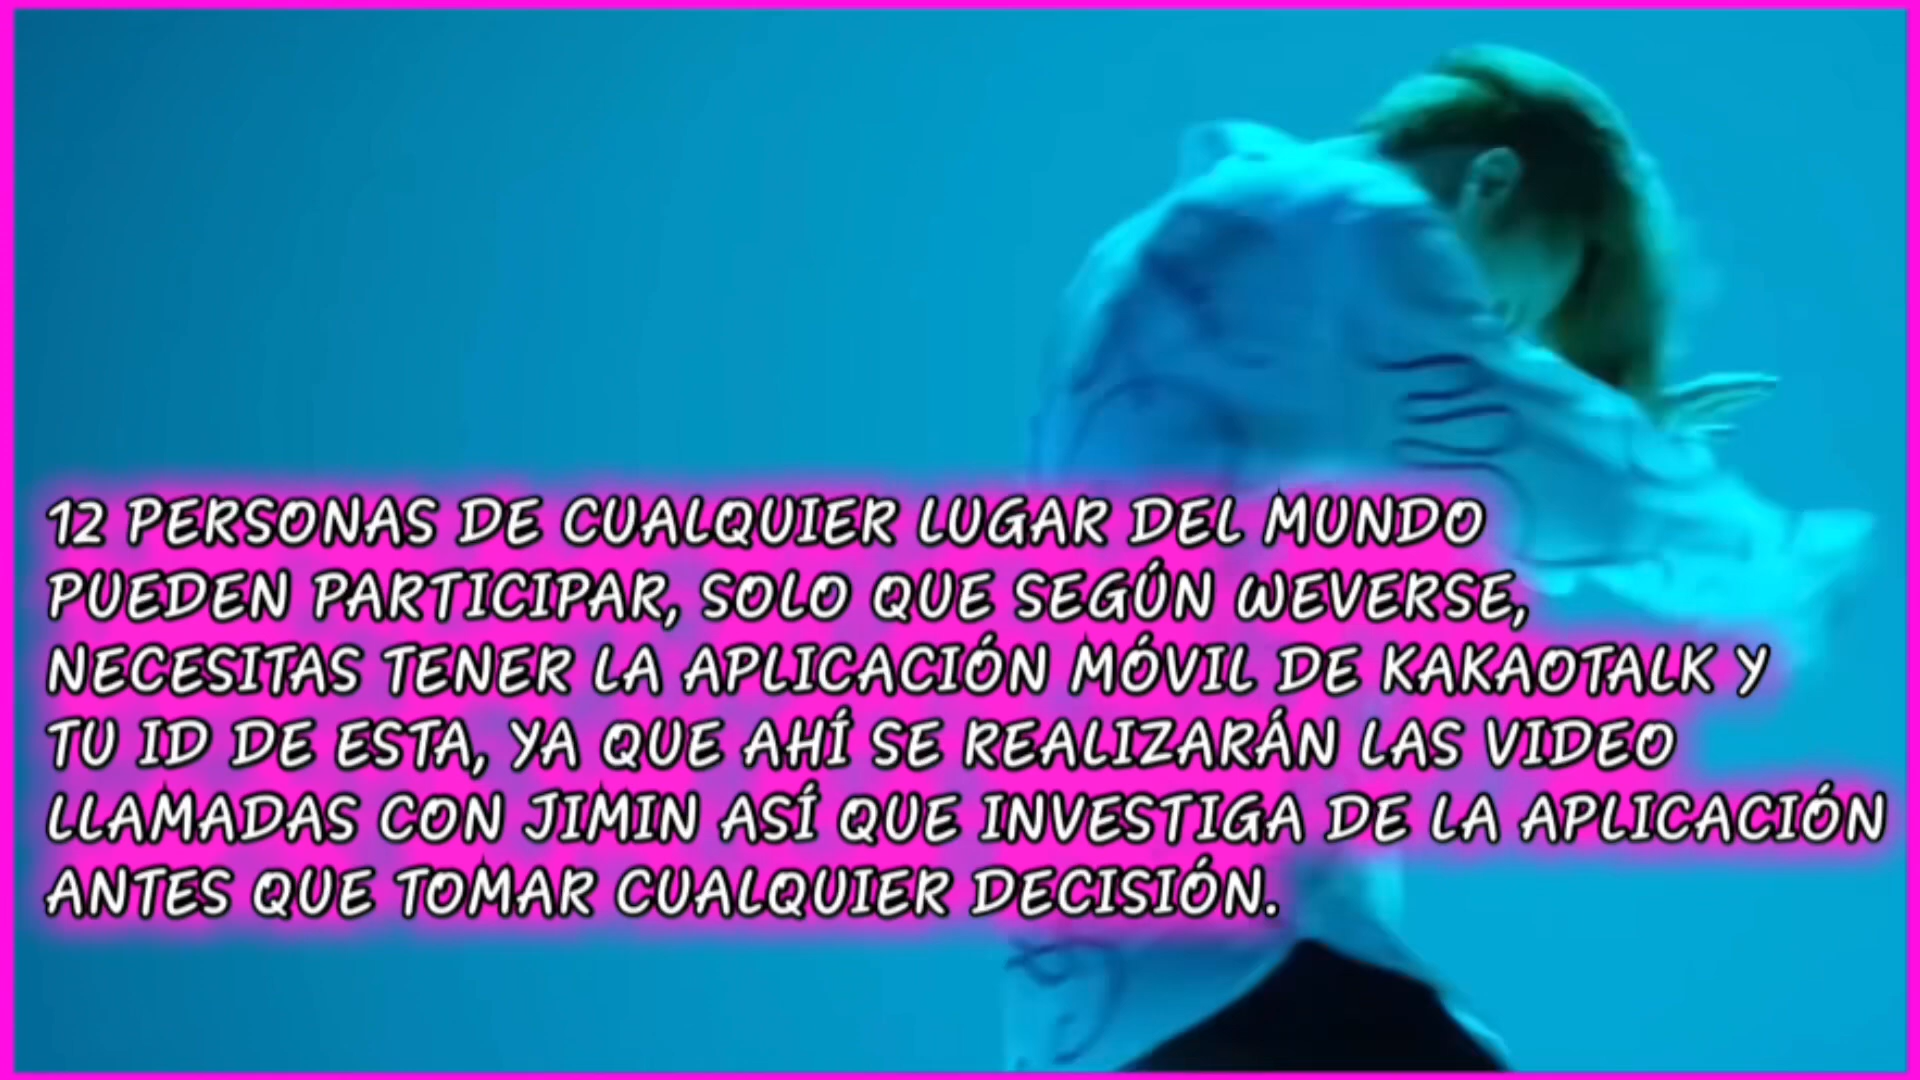 12 PERSONAS DE CUALQUIER LUGAR DEL MUNDO
PUEDEN PARTICIPAR, SOLO QUE SEGÚN WEVERSE,
NECESITAS TENER LA APLICACIÓN MÓVIL DE KAKAOTALK Y
TU ID DE ESTA, YA QUE AHÍ SE REALIZARÁN LAS VIDEO
LLAMADAS CON JIMIN ASÍ QUE INVESTIGA DE LA APLICACIÓN
ANTES QUE TOMAR CUALQUIER DECISIÓN.